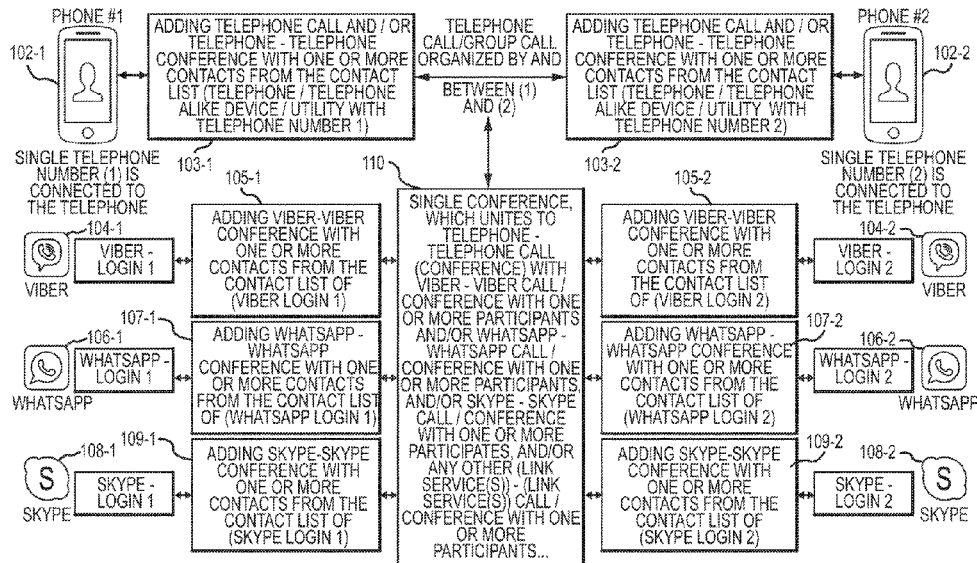 PHONE #1
102-1
ADDING TELEPHONE CALL AND / OR
TELEPHONE - TELEPHONE
CONFERENCE WITH ONE OR MORE
CONTACTS FROM THE CONTACT
LIST (TELEPHONE / TELEPHONE
ALIKE DEVICE / UTILITY WITH
TELEPHONE NUMBER 1)
103-1
TELEPHONE
CALL/GROUP CALL
ORGANIZED BY AND
BETWEEN (1)
AND (2)
ADDING TELEPHONE CALL AND / OR
TELEPHONE - TELEPHONE
CONFERENCE WITH ONE OR MORE
CONTACTS FROM THE CONTACT
LIST (TELEPHONE / TELEPHONE
ALIKE DEVICE / UTILITY WITH
TELEPHONE NUMBER 2)
103-2
PHONE #2
102-2
SINGLE TELEPHONE
NUMBER (1) IS
CONNECTED TO
THE TELEPHONE
SINGLE TELEPHONE
NUMBER (2) IS
CONNECTED TO
THE TELEPHONE
104-1
VIBER
VIBER -
LOGIN 1
105-1
ADDING VIBER-VIBER
CONFERENCE WITH
ONE OR MORE
CONTACTS FROM THE
CONTACT LIST OF
(VIBER LOGIN 1)
106-1
WHATSAPP
WHATSAPP -
LOGIN 1
107-1
ADDING WHATSAPP -
WHATSAPP
CONFERENCE WITH ONE
OR MORE CONTACTS
FROM THE CONTACT LIST
OF (WHATSAPP LOGIN 1)
108-1
S
SKYPE
SKYPE -
LOGIN 1
109-1
ADDING SKYPE-SKYPE
CONFERENCE WITH
ONE OR MORE
CONTACTS FROM THE
CONTACT LIST OF
(SKYPE LOGIN 1)
110
SINGLE CONFERENCE,
WHICH UNITES TO
TELEPHONE -
TELEPHONE CALL
(CONFERENCE) WITH
VIBER - VIBER CALL /
CONFERENCE WITH ONE
OR MORE PARTICIPANTS
AND/OR WHATSAPP -
WHATSAPP CALL /
CONFERENCE WITH ONE
OR MORE PARTICIPANTS,
AND/OR SKYPE - SKYPE
CALL / CONFERENCE
WITH ONE OR MORE
PARTICIPATES, AND/OR
ANY OTHER (LINK
SERVICE(S)) - (LINK
SERVICE(S)) CALL /
CONFERENCE WITH ONE
OR MORE
PARTICIPANTS...
105-2
ADDING VIBER-VIBER
CONFERENCE WITH
ONE OR MORE
CONTACTS FROM
THE CONTACT LIST
OF (VIBER LOGIN 2)
104-2
VIBER -
LOGIN 2
VIBER
107-2
ADDING WHATSAPP -
WHATSAPP CONFERENCE
WITH ONE OR MORE
CONTACTS FROM THE
CONTACT LIST OF
(WHATSAPP LOGIN 2)
106-2
WHATSAPP -
LOGIN 2
WHATSAPP
109-2
ADDING SKYPE-SKYPE
CONFERENCE WITH
ONE OR MORE
CONTACTS FROM THE
CONTACT LIST OF
(SKYPE LOGIN 2)
108-2
SKYPE -
LOGIN 2
S
SKYPE